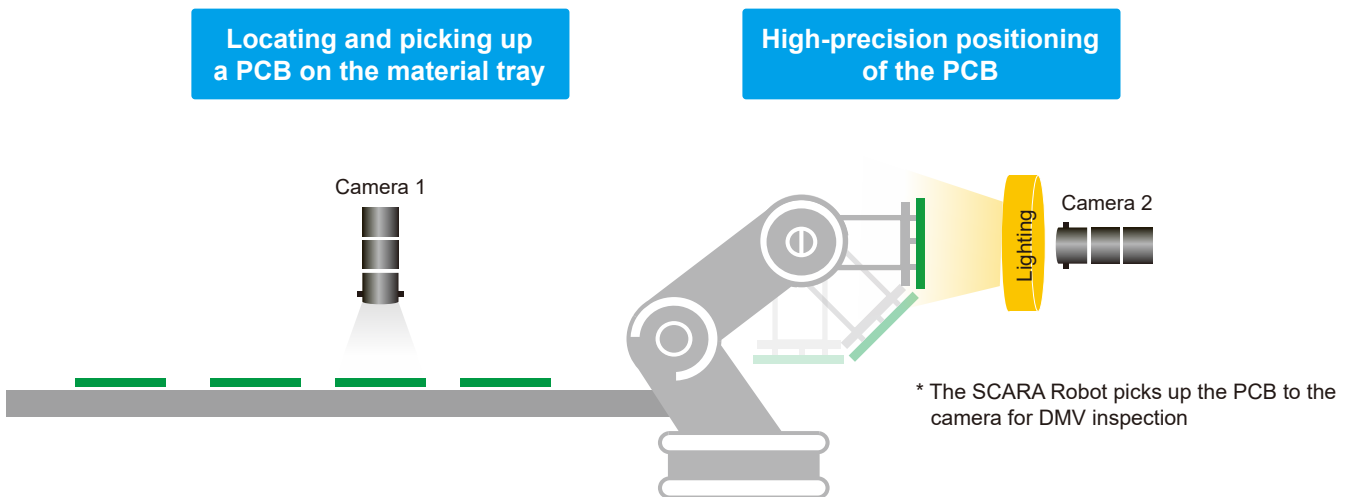 Locating and picking up
a PCB on the material tray
High-precision positioning
of the PCB
Camera 1
Camera 2
Lighting
* The SCARA Robot picks up the PCB to the
camera for DMV inspection